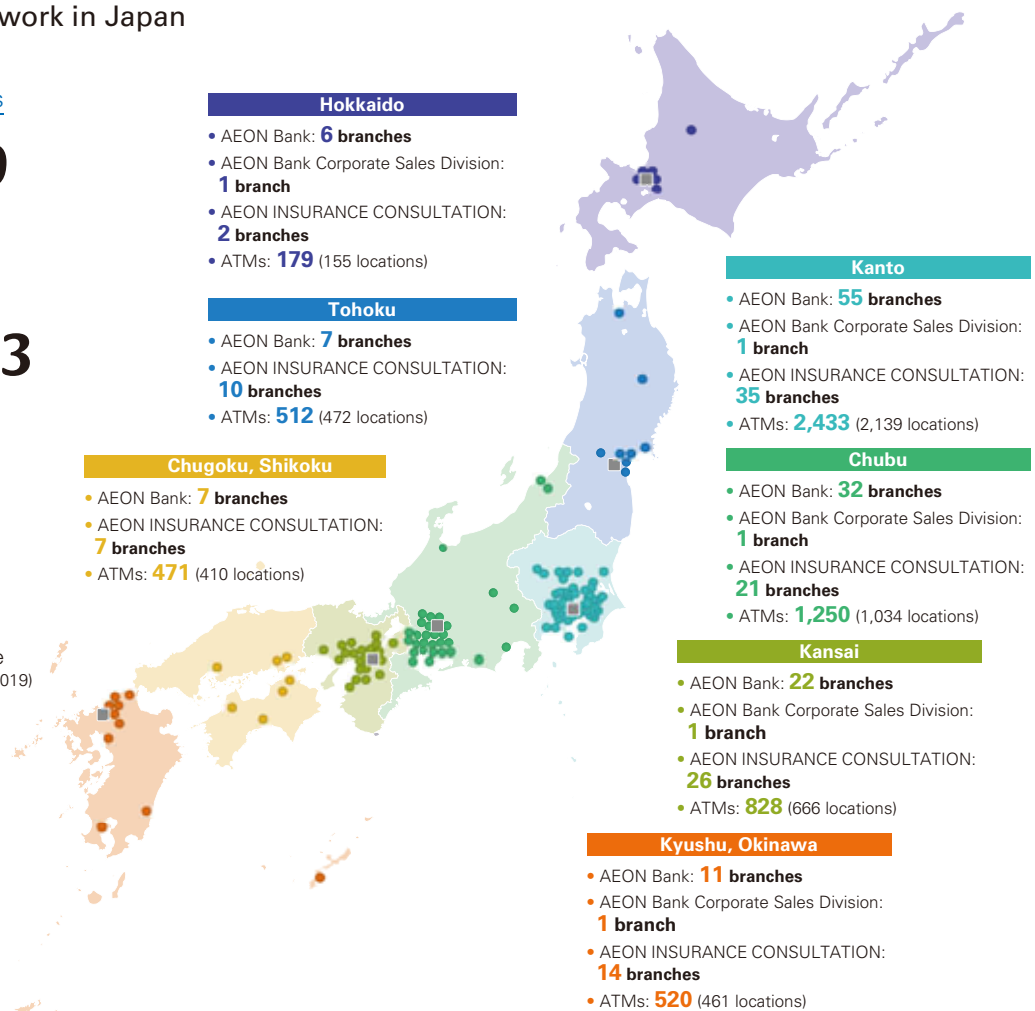 work in Japan
s
9
3
e
019)
Hokkaido
• AEON Bank: 6 branches
• AEON Bank Corporate Sales Division:
1 branch
• AEON INSURANCE CONSULTATION:
2 branches
• ATMs: 179 (155 locations)
Tohoku
• AEON Bank: 7 branches
• AEON INSURANCE CONSULTATION:
10 branches
• ATMs: 512 (472 locations)
Chugoku, Shikoku
• AEON Bank: 7 branches
• AEON INSURANCE CONSULTATION:
7 branches
• ATMs: 471 (410 locations)
Kanto
• AEON Bank: 55 branches
• AEON Bank Corporate Sales Division:
1 branch
• AEON INSURANCE CONSULTATION:
35 branches
• ATMs: 2,433 (2,139 locations)
Chubu
• AEON Bank: 32 branches
• AEON Bank Corporate Sales Division:
1 branch
• AEON INSURANCE CONSULTATION:
21 branches
• ATMs: 1,250 (1,034 locations)
Kansai
• AEON Bank: 22 branches
• AEON Bank Corporate Sales Division:
1 branch
• AEON INSURANCE CONSULTATION:
26 branches
• ATMs: 828 (666 locations)
Kyushu, Okinawa
• AEON Bank: 11 branches
• AEON Bank Corporate Sales Division:
1 branch
• AEON INSURANCE CONSULTATION:
14 branches
• ATMs: 520 (461 locations)